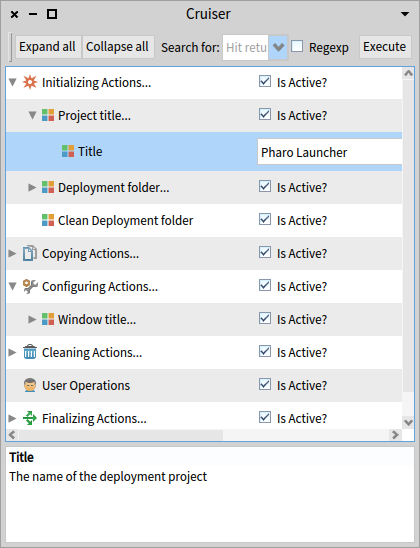 Cruiser
Expand all Collapse all Search for: Hit retu Regexp Execute
Initializing Actions... Is Active?
Project title... Is Active?
Title Pharo Launcher
Deployment folder... Is Active?
Clean Deployment folder Is Active?
Copying Actions... Is Active?
Configuring Actions... Is Active?
Window title... Is Active?
Cleaning Actions... Is Active?
User Operations Is Active?
Finalizing Actions... Is Active?
Title
The name of the deployment project